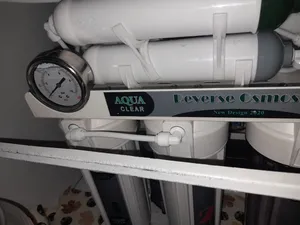 AQUA
CLEAR
Reverse Osmosis
New Design 2020